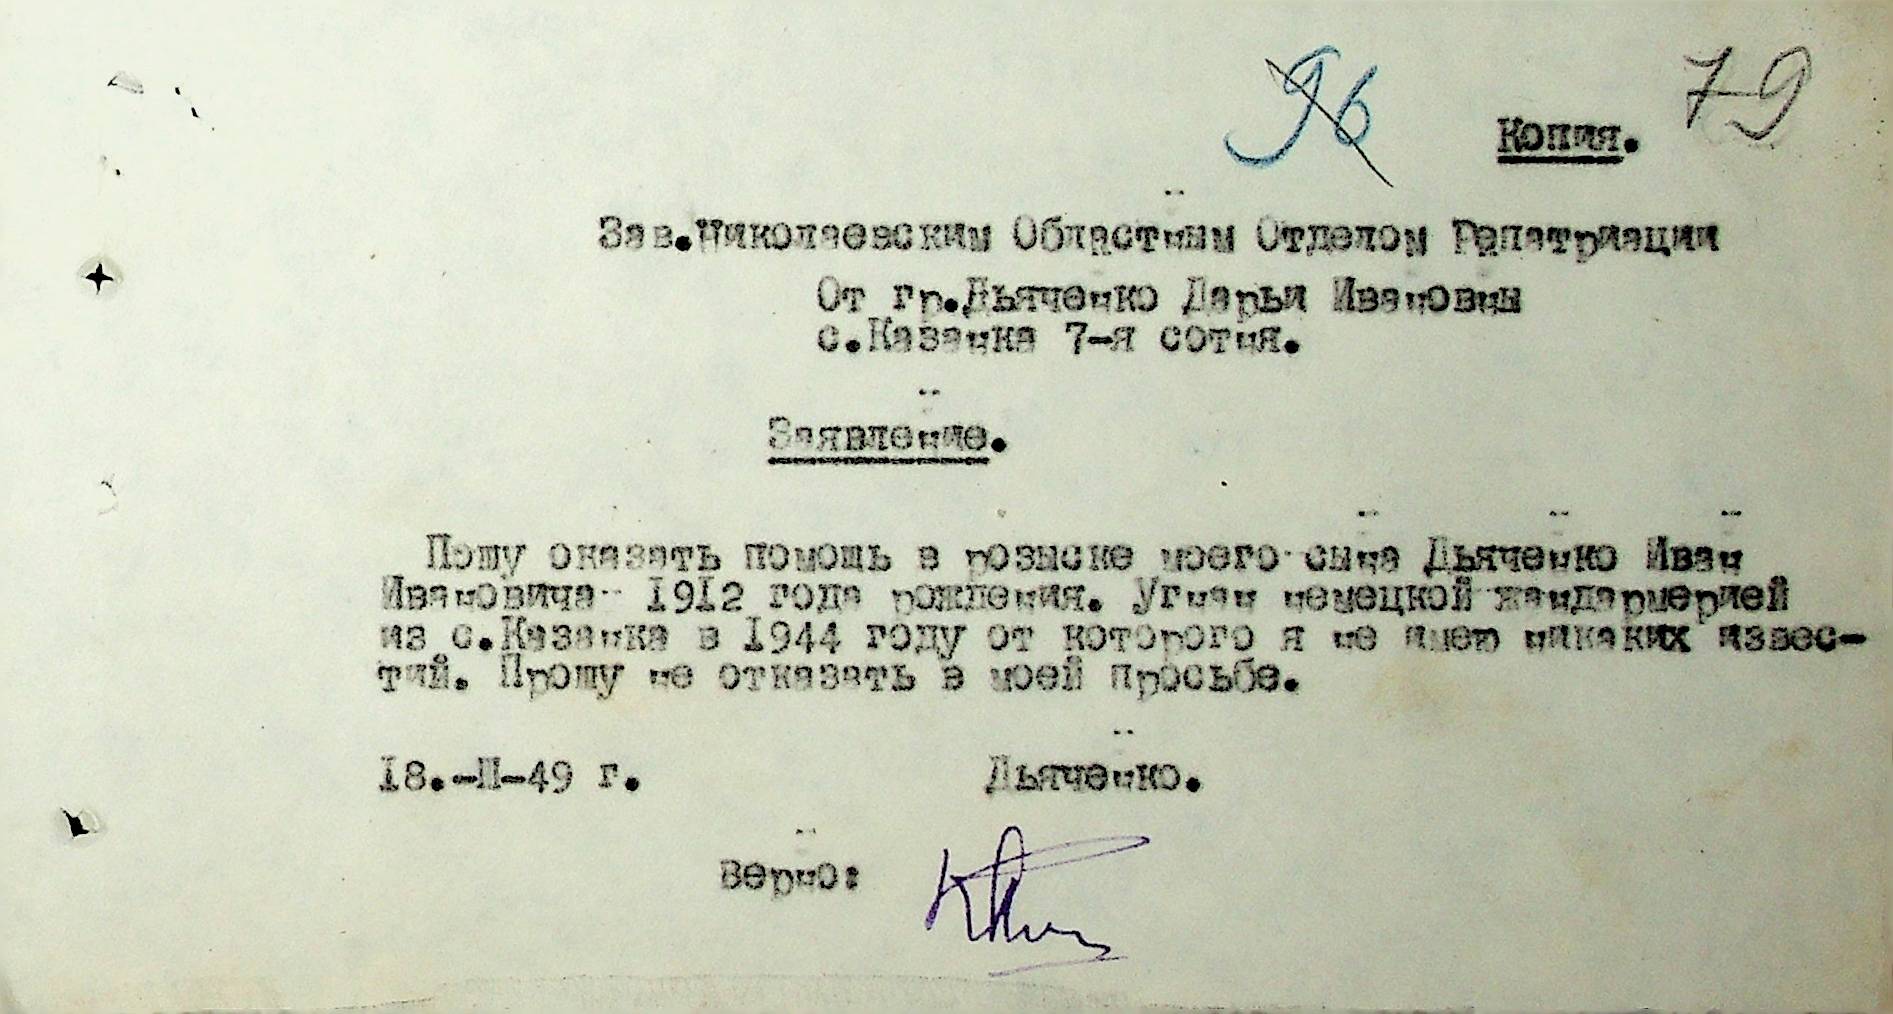 96
79
Копия.
Зав.Николаевским Областным Отделом Репатриации
От гр.Дьяченко Дарьи Ивановны
с.Казанка 7-я сотня.
Заявление.
Пошу оказать помощь в розыске моего сына Дьяченко Иван
Ивановича 1912 года рождения. Угнан немецкой жандармерией
из с.Казанка в 1944 году от которого я не имею никаких извес-
тий. Прошу не отказать в моей просьбе.
18.-II-49 г. Дьяченко.
Верно: